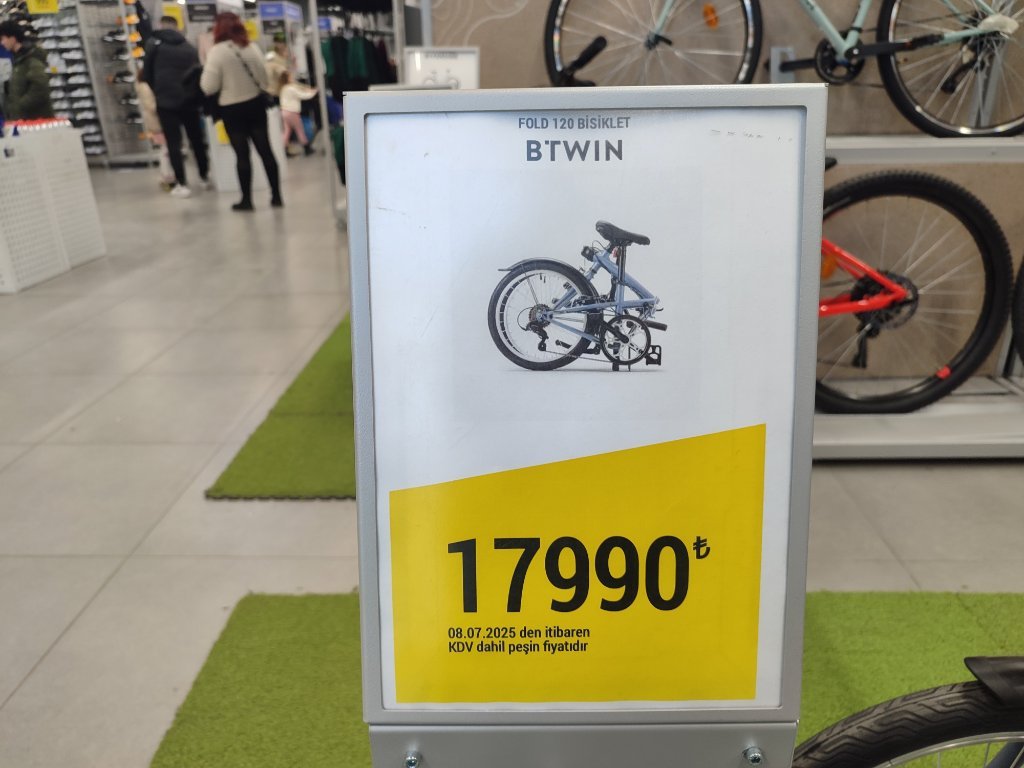 FOLD 120 BİSİKLET
BTWIN
17990₺
08.07.2025 den itibaren
KDV dahil peşin fiyatıdır